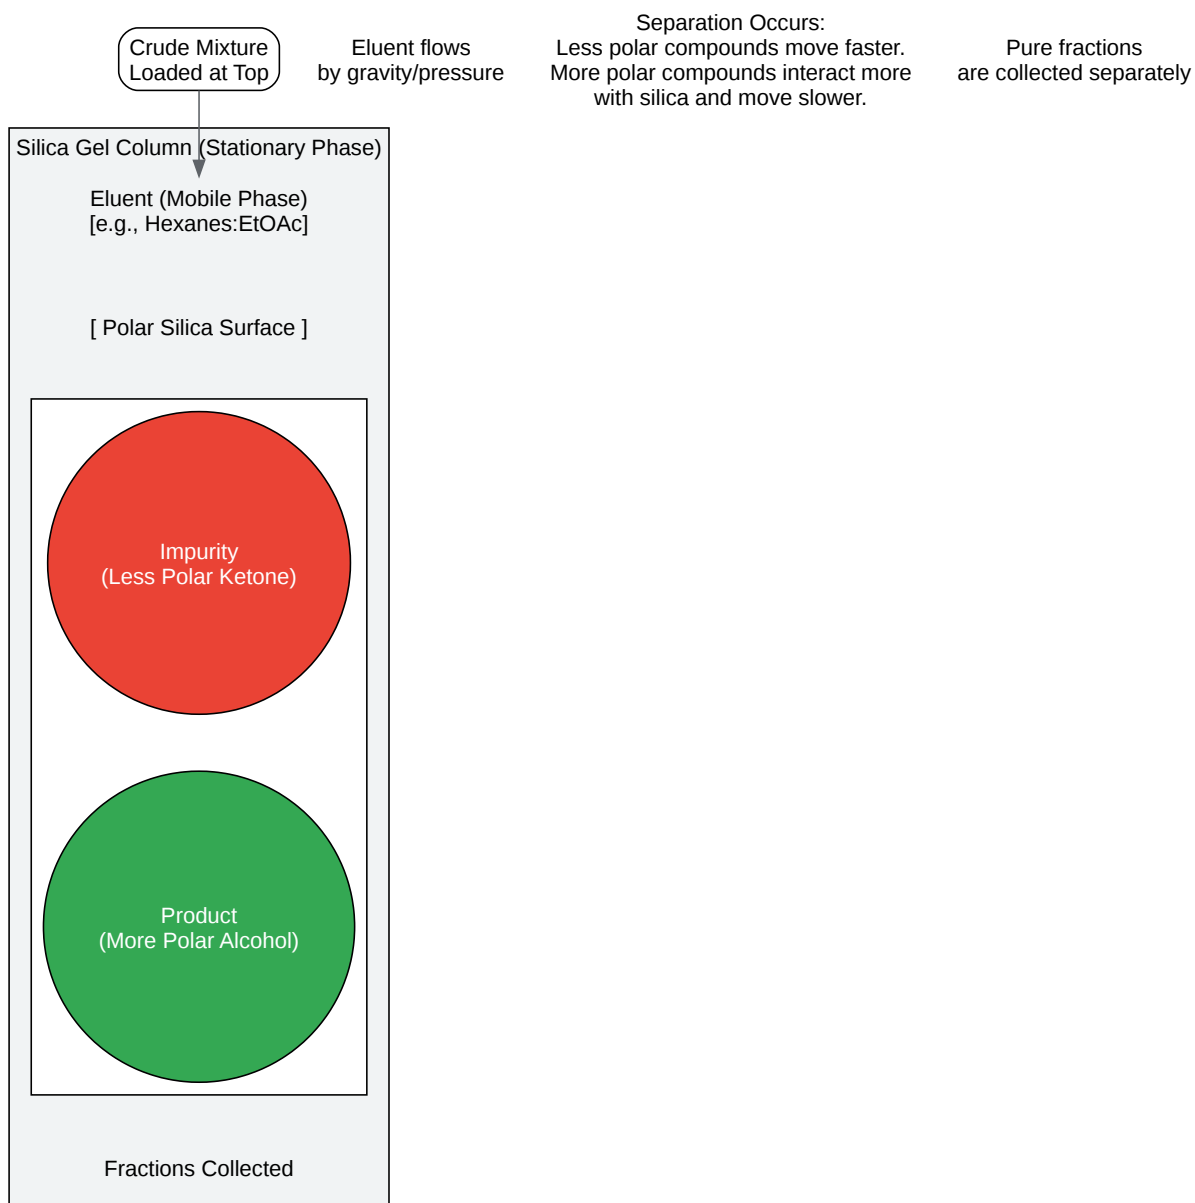 Crude Mixture
Loaded at Top
Eluent flows
by gravity/pressure
Separation Occurs:
Less polar compounds move faster.
More polar compounds interact more
with silica and move slower.
Pure fractions
are collected separately
Silica Gel Column (Stationary Phase)
Eluent (Mobile Phase)
[e.g., Hexanes:EtOAc]
[ Polar Silica Surface ]
Impurity
(Less Polar Ketone)
Product
(More Polar Alcohol)
Fractions Collected